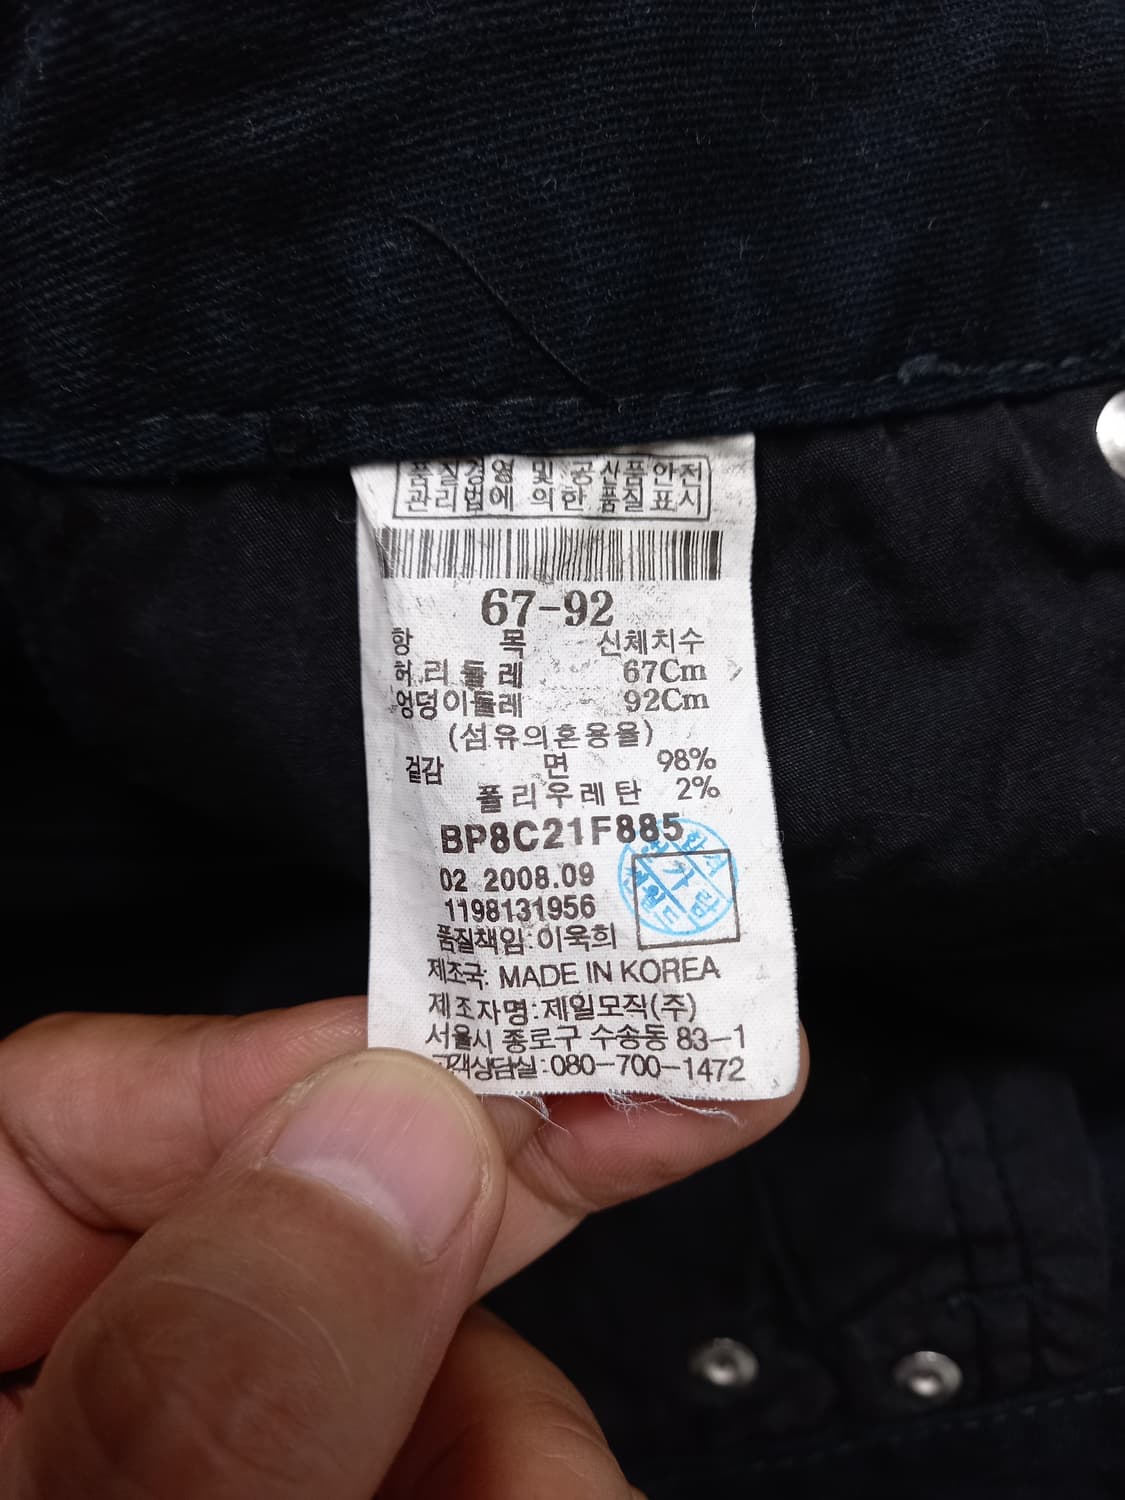 품질경영 및 공산품안전
관리법에 의한 품질표시
67-92
항 목 신체치수
허리둘레 67Cm
엉덩이둘레 92Cm
(섬유의혼용율)
겉감 면 98%
폴리우레탄 2%
BP8C21F885
02 2008.09
1198131956
품질책임:이욱희
제조국: MADE IN KOREA
제조자명:제일모직(주)
서울시 종로구 수송동 83-1
고객상담실:080-700-1472